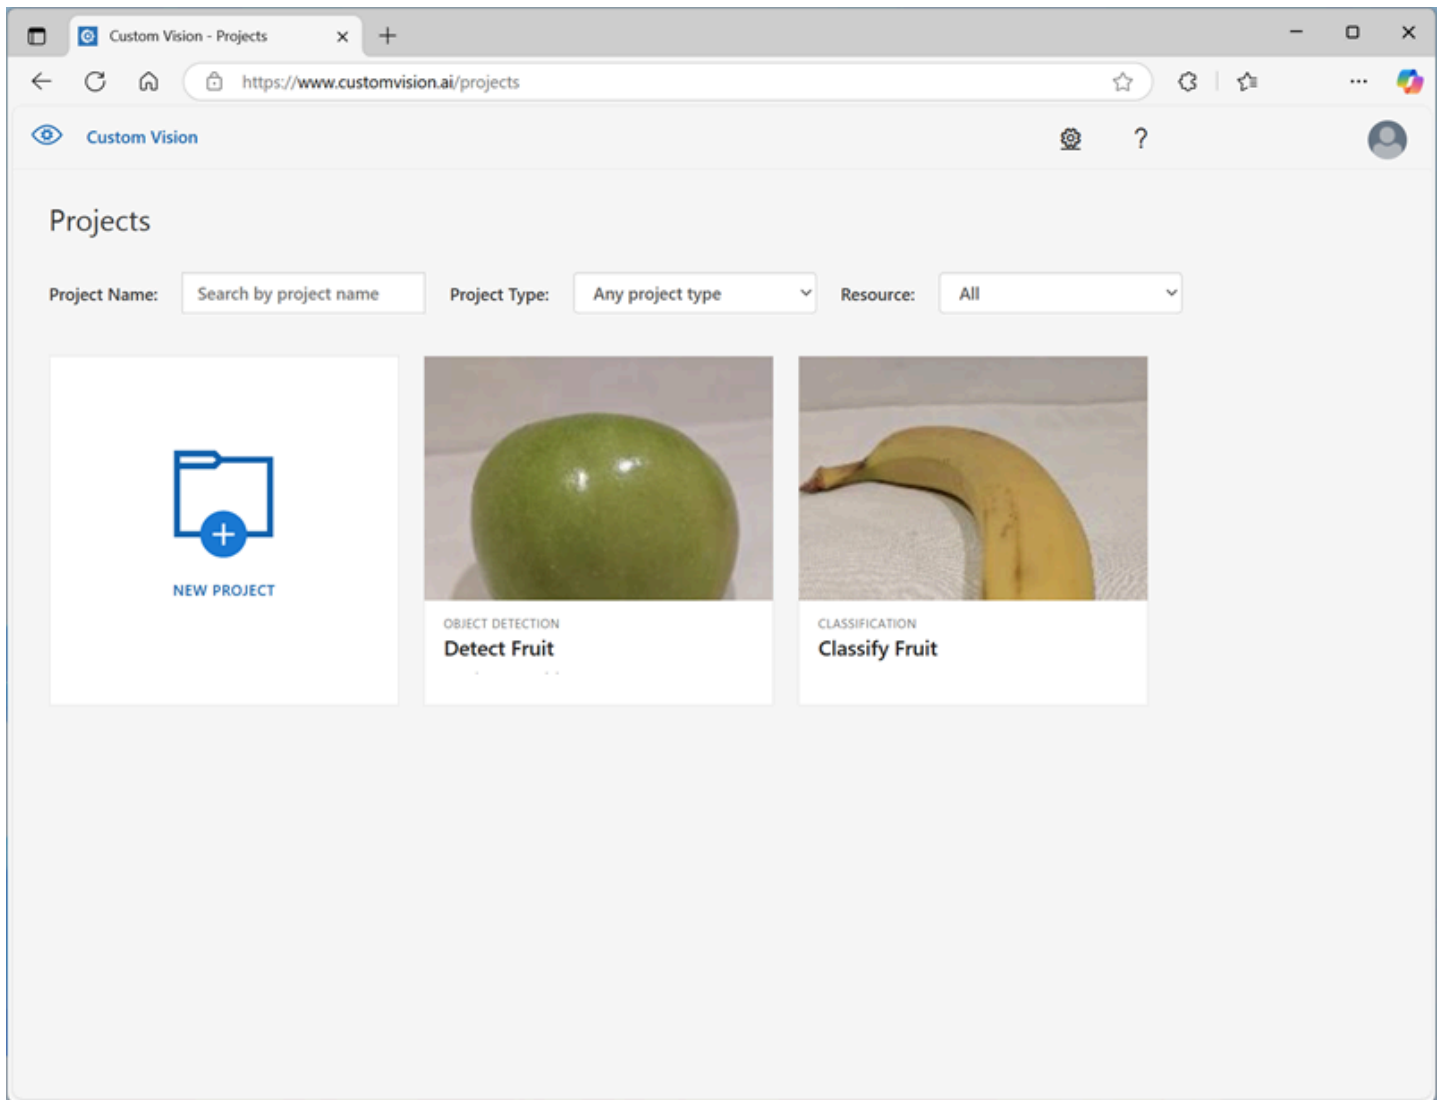 Custom Vision - Projects
https://www.customvision.ai/projects
Custom Vision
?
Projects
Project Name: Search by project name Project Type: Any project type Resource: All
NEW PROJECT
OBJECT DETECTION
Detect Fruit
CLASSIFICATION
Classify Fruit